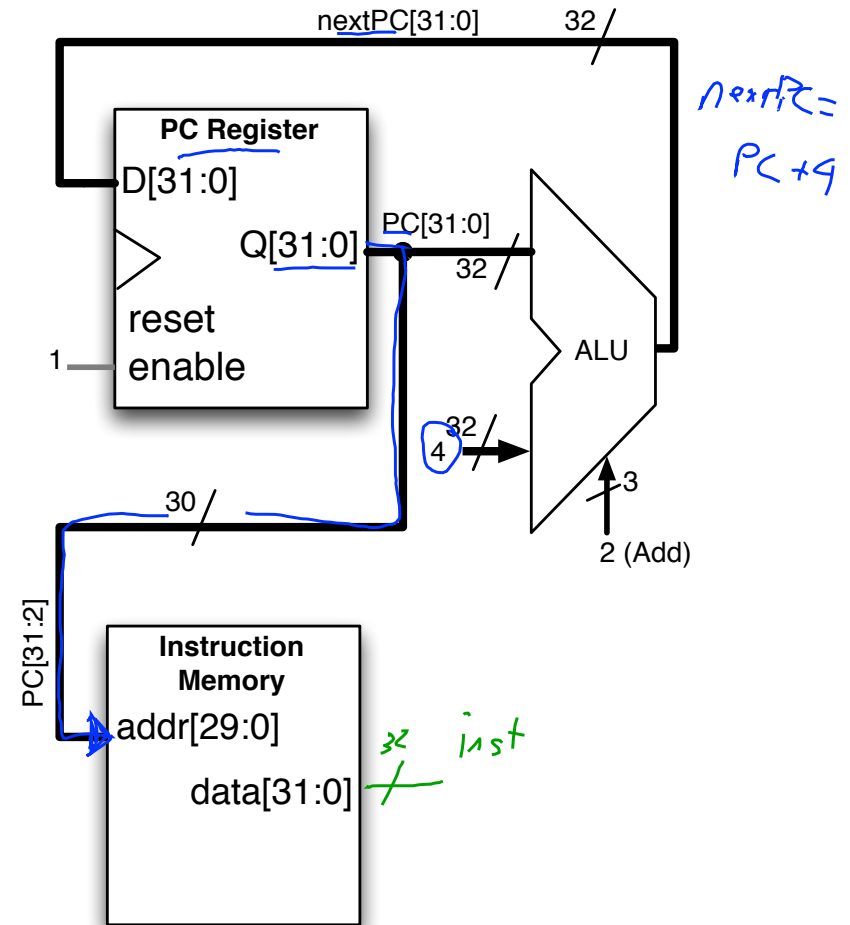 nextPC[31:0]
32
nextPC=
PC+4
PC Register
D[31:0]
Q[31:0]
PC[31:0]
32
reset
1
enable
ALU
32
4
3
2 (Add)
30
PC[31:2]
Instruction
Memory
addr[29:0]
32 inst
data[31:0]